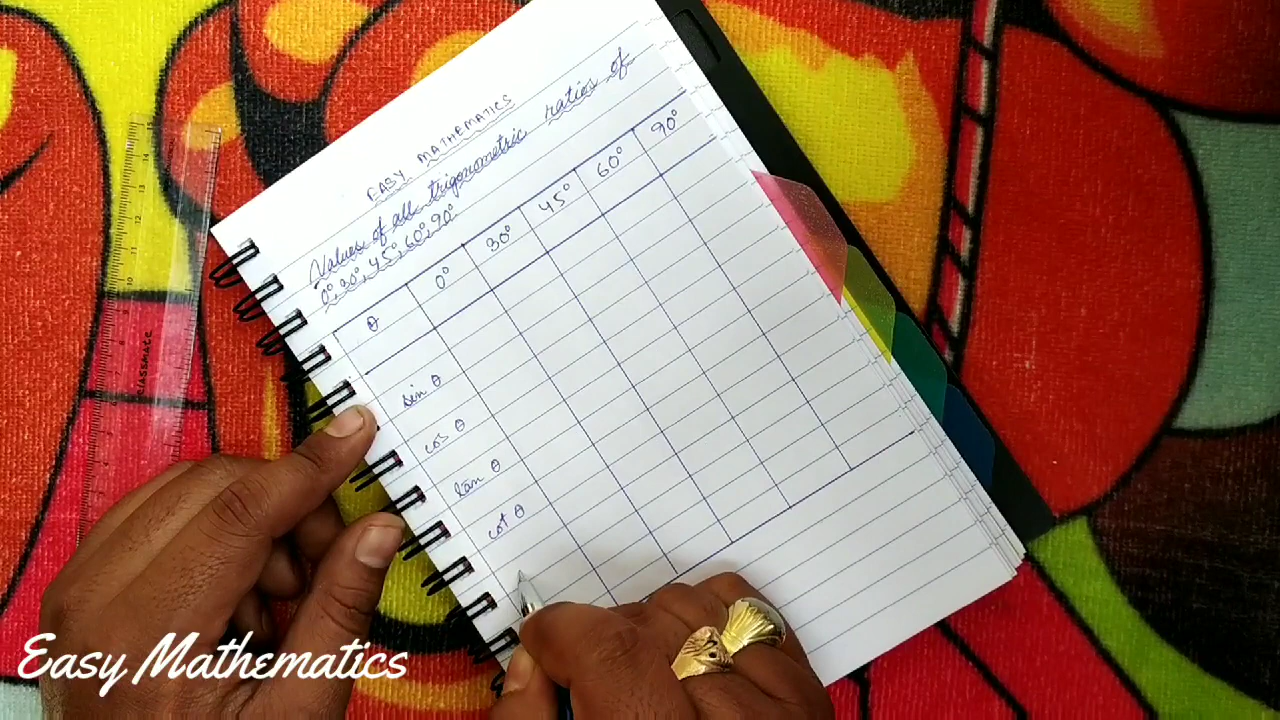 EASY MATHEMATICS
Values of all trigonometric ratios of
0°, 30°, 45°, 60°, 90°
θ 0° 30° 45° 60° 90°
sin θ
cos θ
tan θ
cot θ
classmate
Easy Mathematics